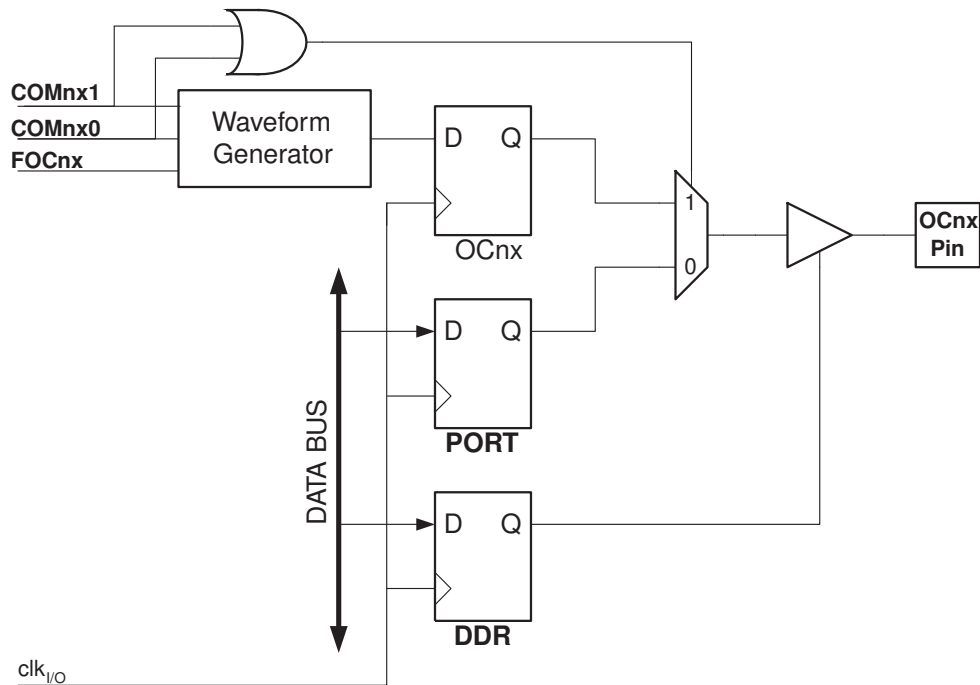 COMnx1
COMnx0
FOCnx
Waveform
Generator
D Q
OCnx
1
0
OCnx
Pin
D Q
PORT
DATA BUS
D Q
DDR
clkI/O